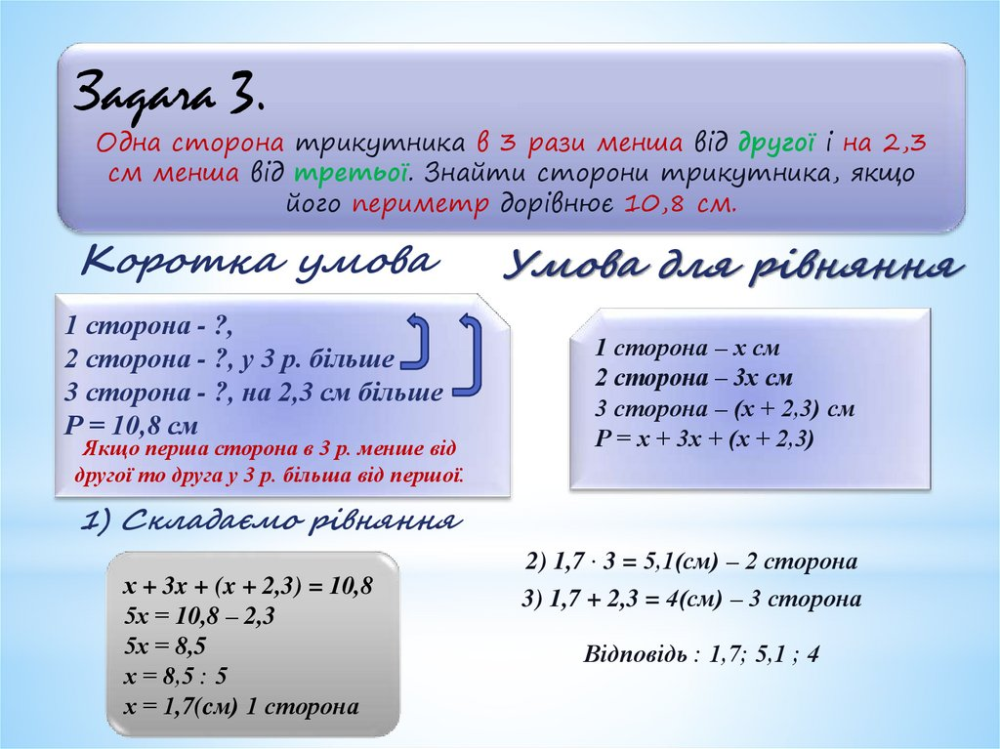 Задача 3.
Одна сторона трикутника в 3 рази менша від другої і на 2,3
см менша від третьої. Знайти сторони трикутника, якщо
його периметр дорівнює 10,8 см.
Коротка умова
1 сторона - ?,
2 сторона - ?, у 3 р. більше
3 сторона - ?, на 2,3 см більше
Р = 10,8 см
Якщо перша сторона в 3 р. менше від
другої то друга у 3 р. більша від першої.
Умова для рівняння
1 сторона – х см
2 сторона – 3х см
3 сторона – (х + 2,3) см
Р = х + 3х + (х + 2,3)
1) Складаємо рівняння
х + 3х + (х + 2,3) = 10,8
5х = 10,8 – 2,3
5х = 8,5
х = 8,5 : 5
х = 1,7(см) 1 сторона
2) 1,7 · 3 = 5,1(см) – 2 сторона
3) 1,7 + 2,3 = 4(см) – 3 сторона
Відповідь : 1,7; 5,1 ; 4